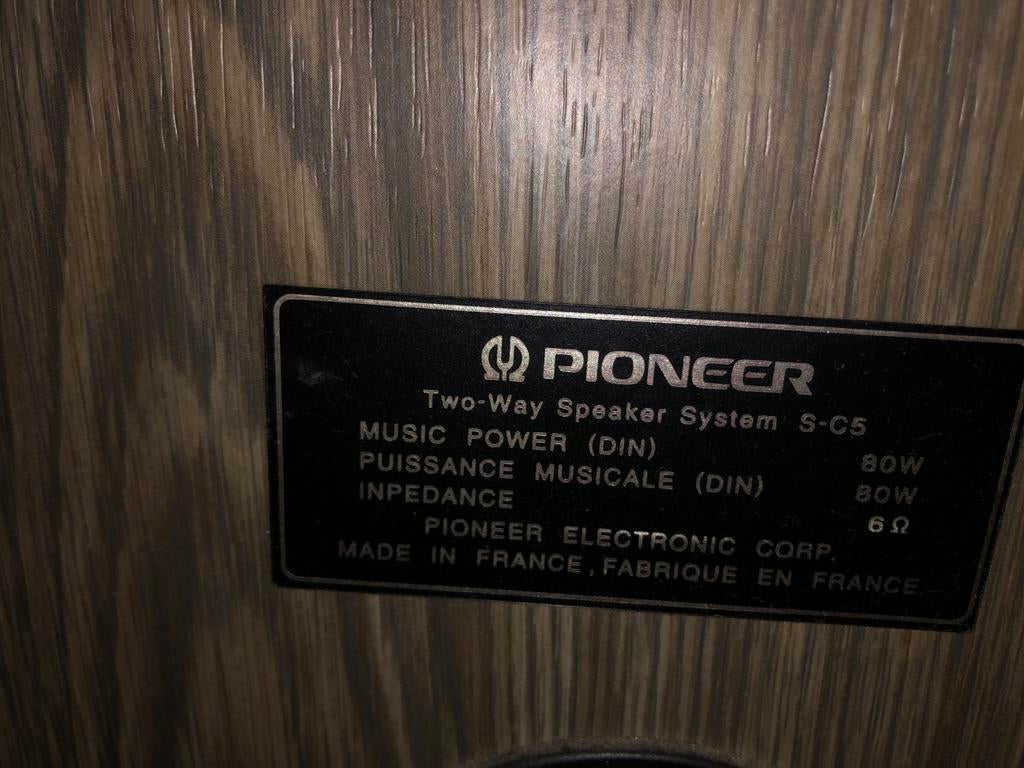 PIONEER
Two-Way Speaker System S-C5
MUSIC POWER (DIN) 80W
PUISSANCE MUSICALE (DIN) 80W
INPEDANCE 6Ω
PIONEER ELECTRONIC CORP.
MADE IN FRANCE, FABRIQUE EN FRANCE